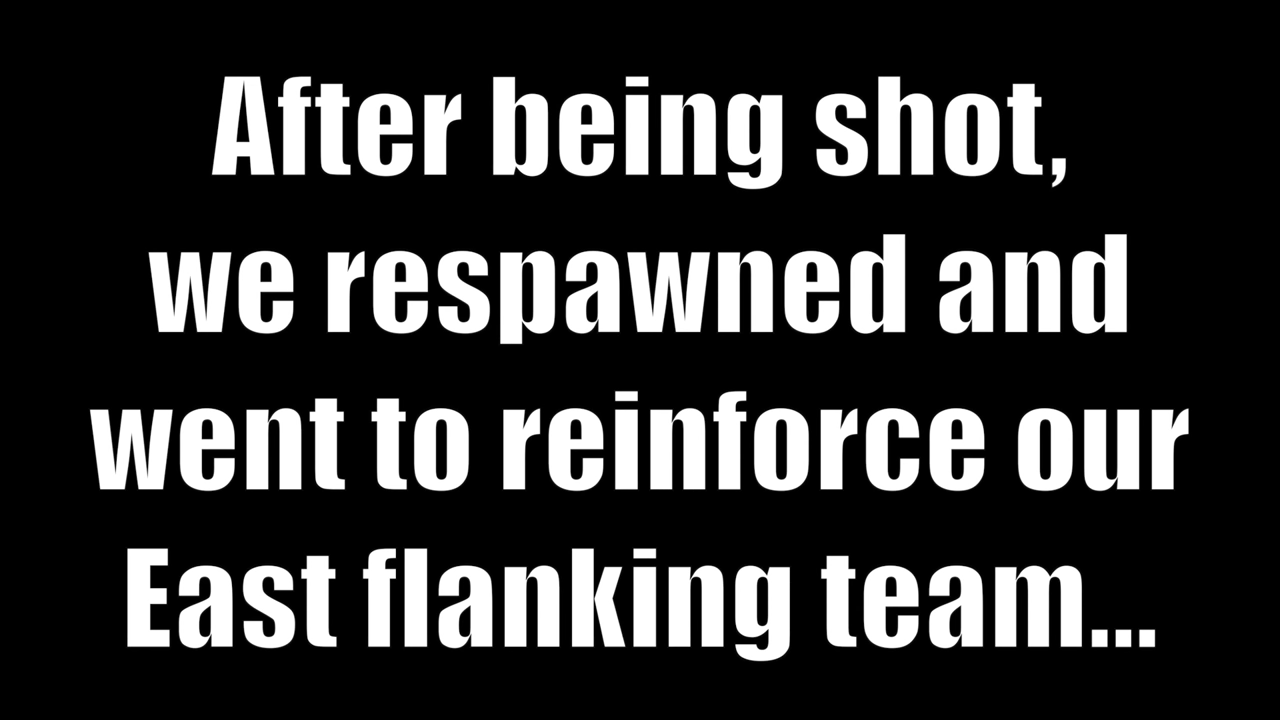 After being shot,
we respawned and
went to reinforce our
East flanking team...